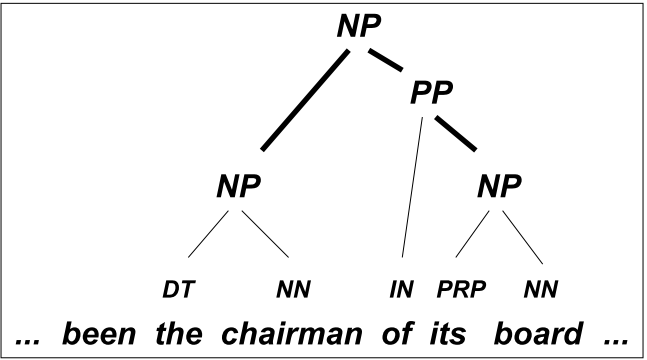 NP
PP
NP NP
DT NN IN PRP NN
... been the chairman of its board ...